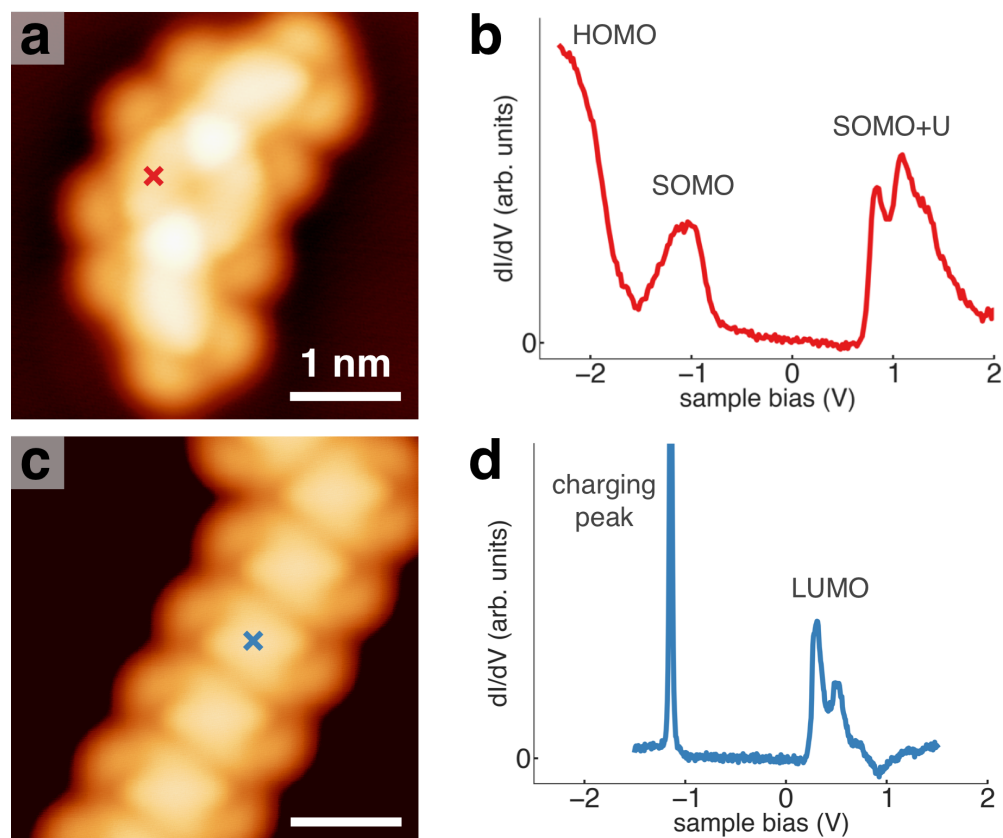 a
1 nm
b
HOMO
SOMO
SOMO+U
dI/dV (arb. units)
0
−2 −1 0 1 2
sample bias (V)
c
d
charging
peak
LUMO
dI/dV (arb. units)
0
−2 −1 0 1 2
sample bias (V)